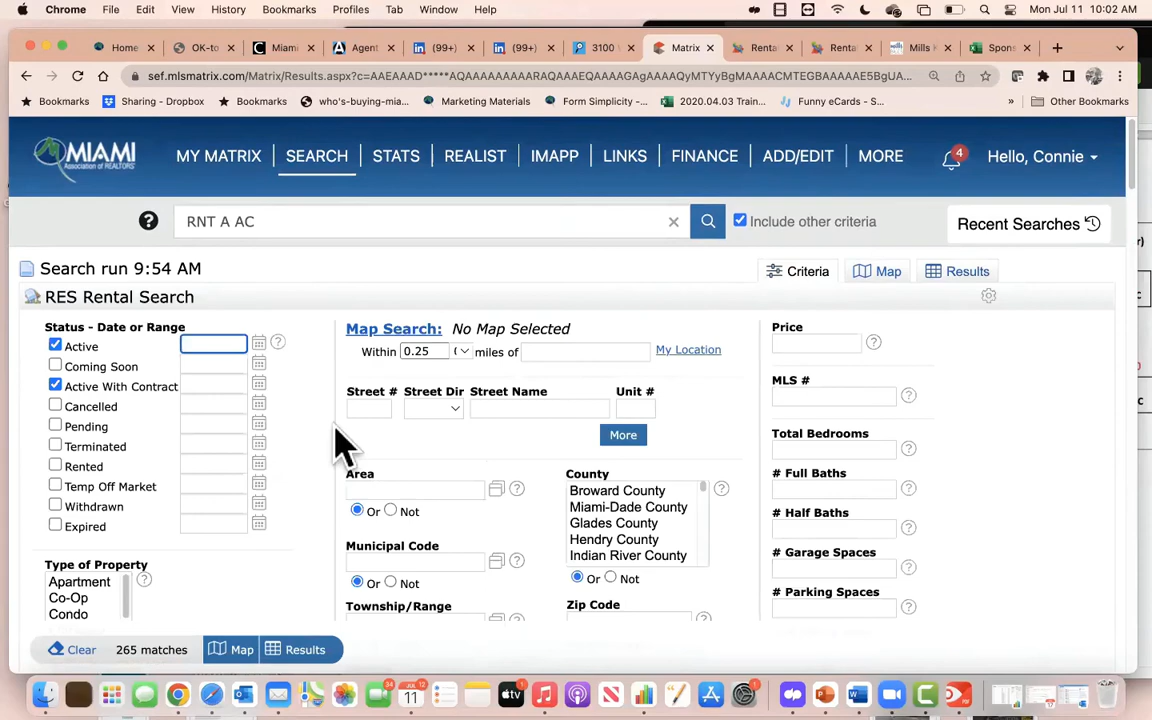 Chrome File Edit View History Bookmarks Profiles Tab Window Help Mon Jul 11 10:02 AM
Home OK-to Miami Agent (99+) (99+) 3100 Matrix Renta Renta Mills Spons
sef.mlsmatrix.com/Matrix/Results.aspx?c=AAEAAAD*****AQAAAAAAAAARAQAAAEQAAAAGAgAAAAQyMTYyBgMAAAACMTEGBAAAAAE5BgUAA...
Bookmarks Sharing - Dropbox Bookmarks who's-buying-mia... Marketing Materials Form Simplicity -... 2020.04.03 Train... Funny eCards - S... » Other Bookmarks
MIAMI MY MATRIX SEARCH STATS REALIST IMAPP LINKS FINANCE ADD/EDIT MORE 4 Hello, Connie
RNT A AC Include other criteria Recent Searches
Search run 9:54 AM Criteria Map Results
RES Rental Search
Status - Date or Range
Active
Coming Soon
Active With Contract
Cancelled
Pending
Terminated
Rented
Temp Off Market
Withdrawn
Expired
Type of Property
Apartment
Co-Op
Condo
Map Search: No Map Selected
Within 0.25 miles of My Location
Street # Street Dir Street Name Unit #
More
Area
Or Not
Municipal Code
Or Not
Township/Range
County
Broward County
Miami-Dade County
Glades County
Hendry County
Indian River County
Or Not
Zip Code
Price
MLS #
Total Bedrooms
# Full Baths
# Half Baths
# Garage Spaces
# Parking Spaces
Clear 265 matches Map Results